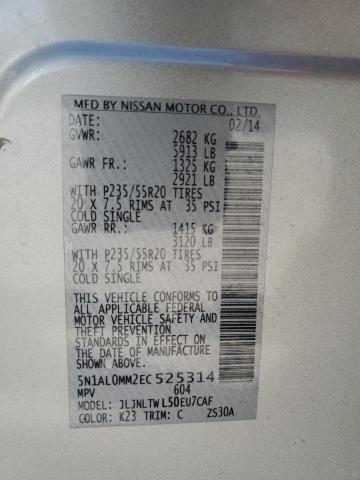 MFD BY NISSAN MOTOR CO., LTD.
DATE: 02/14
GVWR: 2682 KG
5913 LB
GAWR FR.: 1325 KG
2921 LB
WITH P235/55R20 TIRES
20 X 7.5 RIMS AT 35 PSI
COLD SINGLE
GAWR RR.: 1415 KG
3120 LB
WITH P235/55R20 TIRES
20 X 7.5 RIMS AT 35 PSI
COLD SINGLE
THIS VEHICLE CONFORMS TO
ALL APPLICABLE FEDERAL
MOTOR VEHICLE SAFETY AND
THEFT PREVENTION
STANDARDS IN EFFECT ON
THE DATE OF MANUFACTURE
SHOWN ABOVE.
5N1AL0MM2EC525314
MPV 604
MODEL: JLJNLTWL50EU7CAF
COLOR: K23 TRIM: C ZS30A